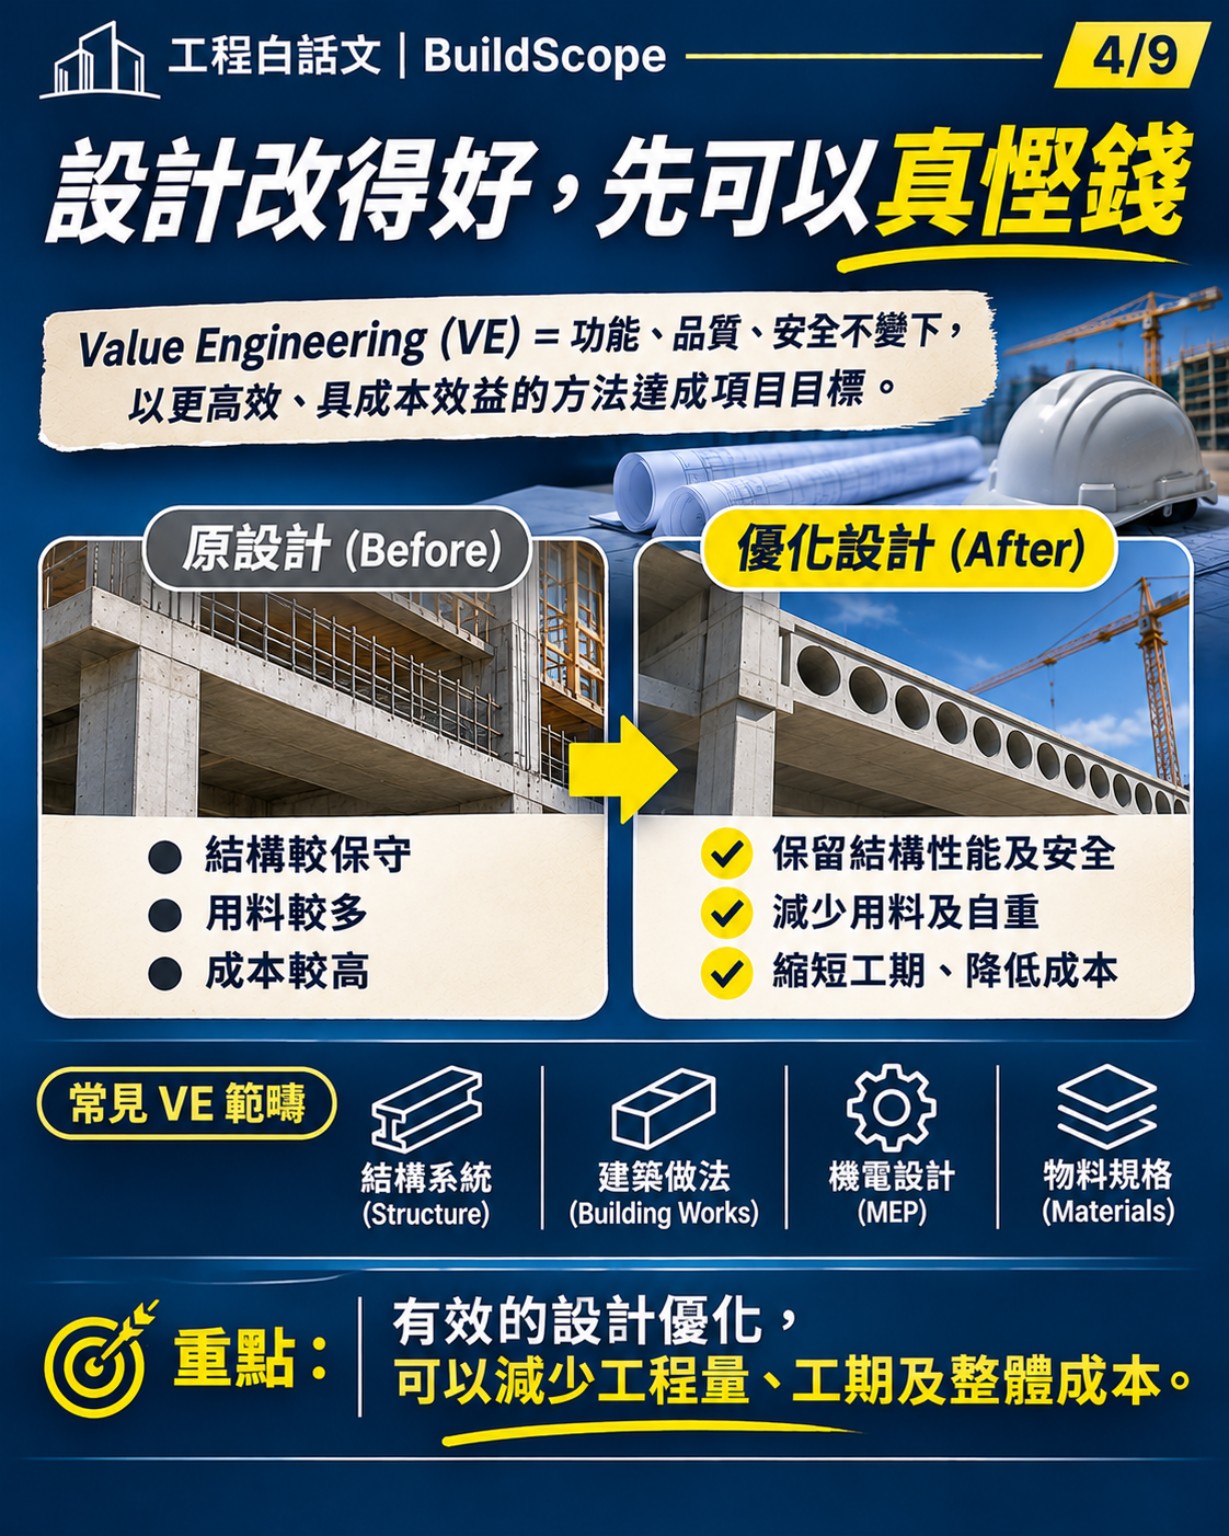 工程白話文 | BuildScope
4/9
設計改得好，先可以真慳錢
Value Engineering (VE) = 功能、品質、安全不變下，
以更高效、具成本效益的方法達成項目目標。
原設計 (Before)
結構較保守
用料較多
成本較高
優化設計 (After)
保留結構性能及安全
減少用料及自重
縮短工期、降低成本
常見 VE 範疇
結構系統
(Structure)
建築做法
(Building Works)
機電設計
(MEP)
物料規格
(Materials)
重點：
有效的設計優化，
可以減少工程量、工期及整體成本。